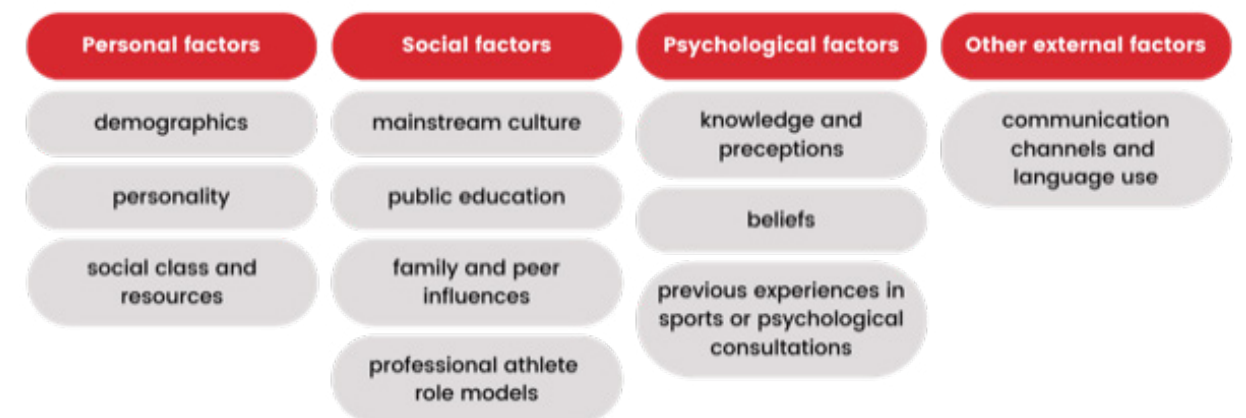 Personal factors
demographics
personality
social class and
resources
Social factors
mainstream culture
public education
family and peer
influences
professional athlete
role models
Psychological factors
knowledge and
preceptions
beliefs
previous experiences in
sports or psychological
consultations
Other external factors
communication
channels and
language use